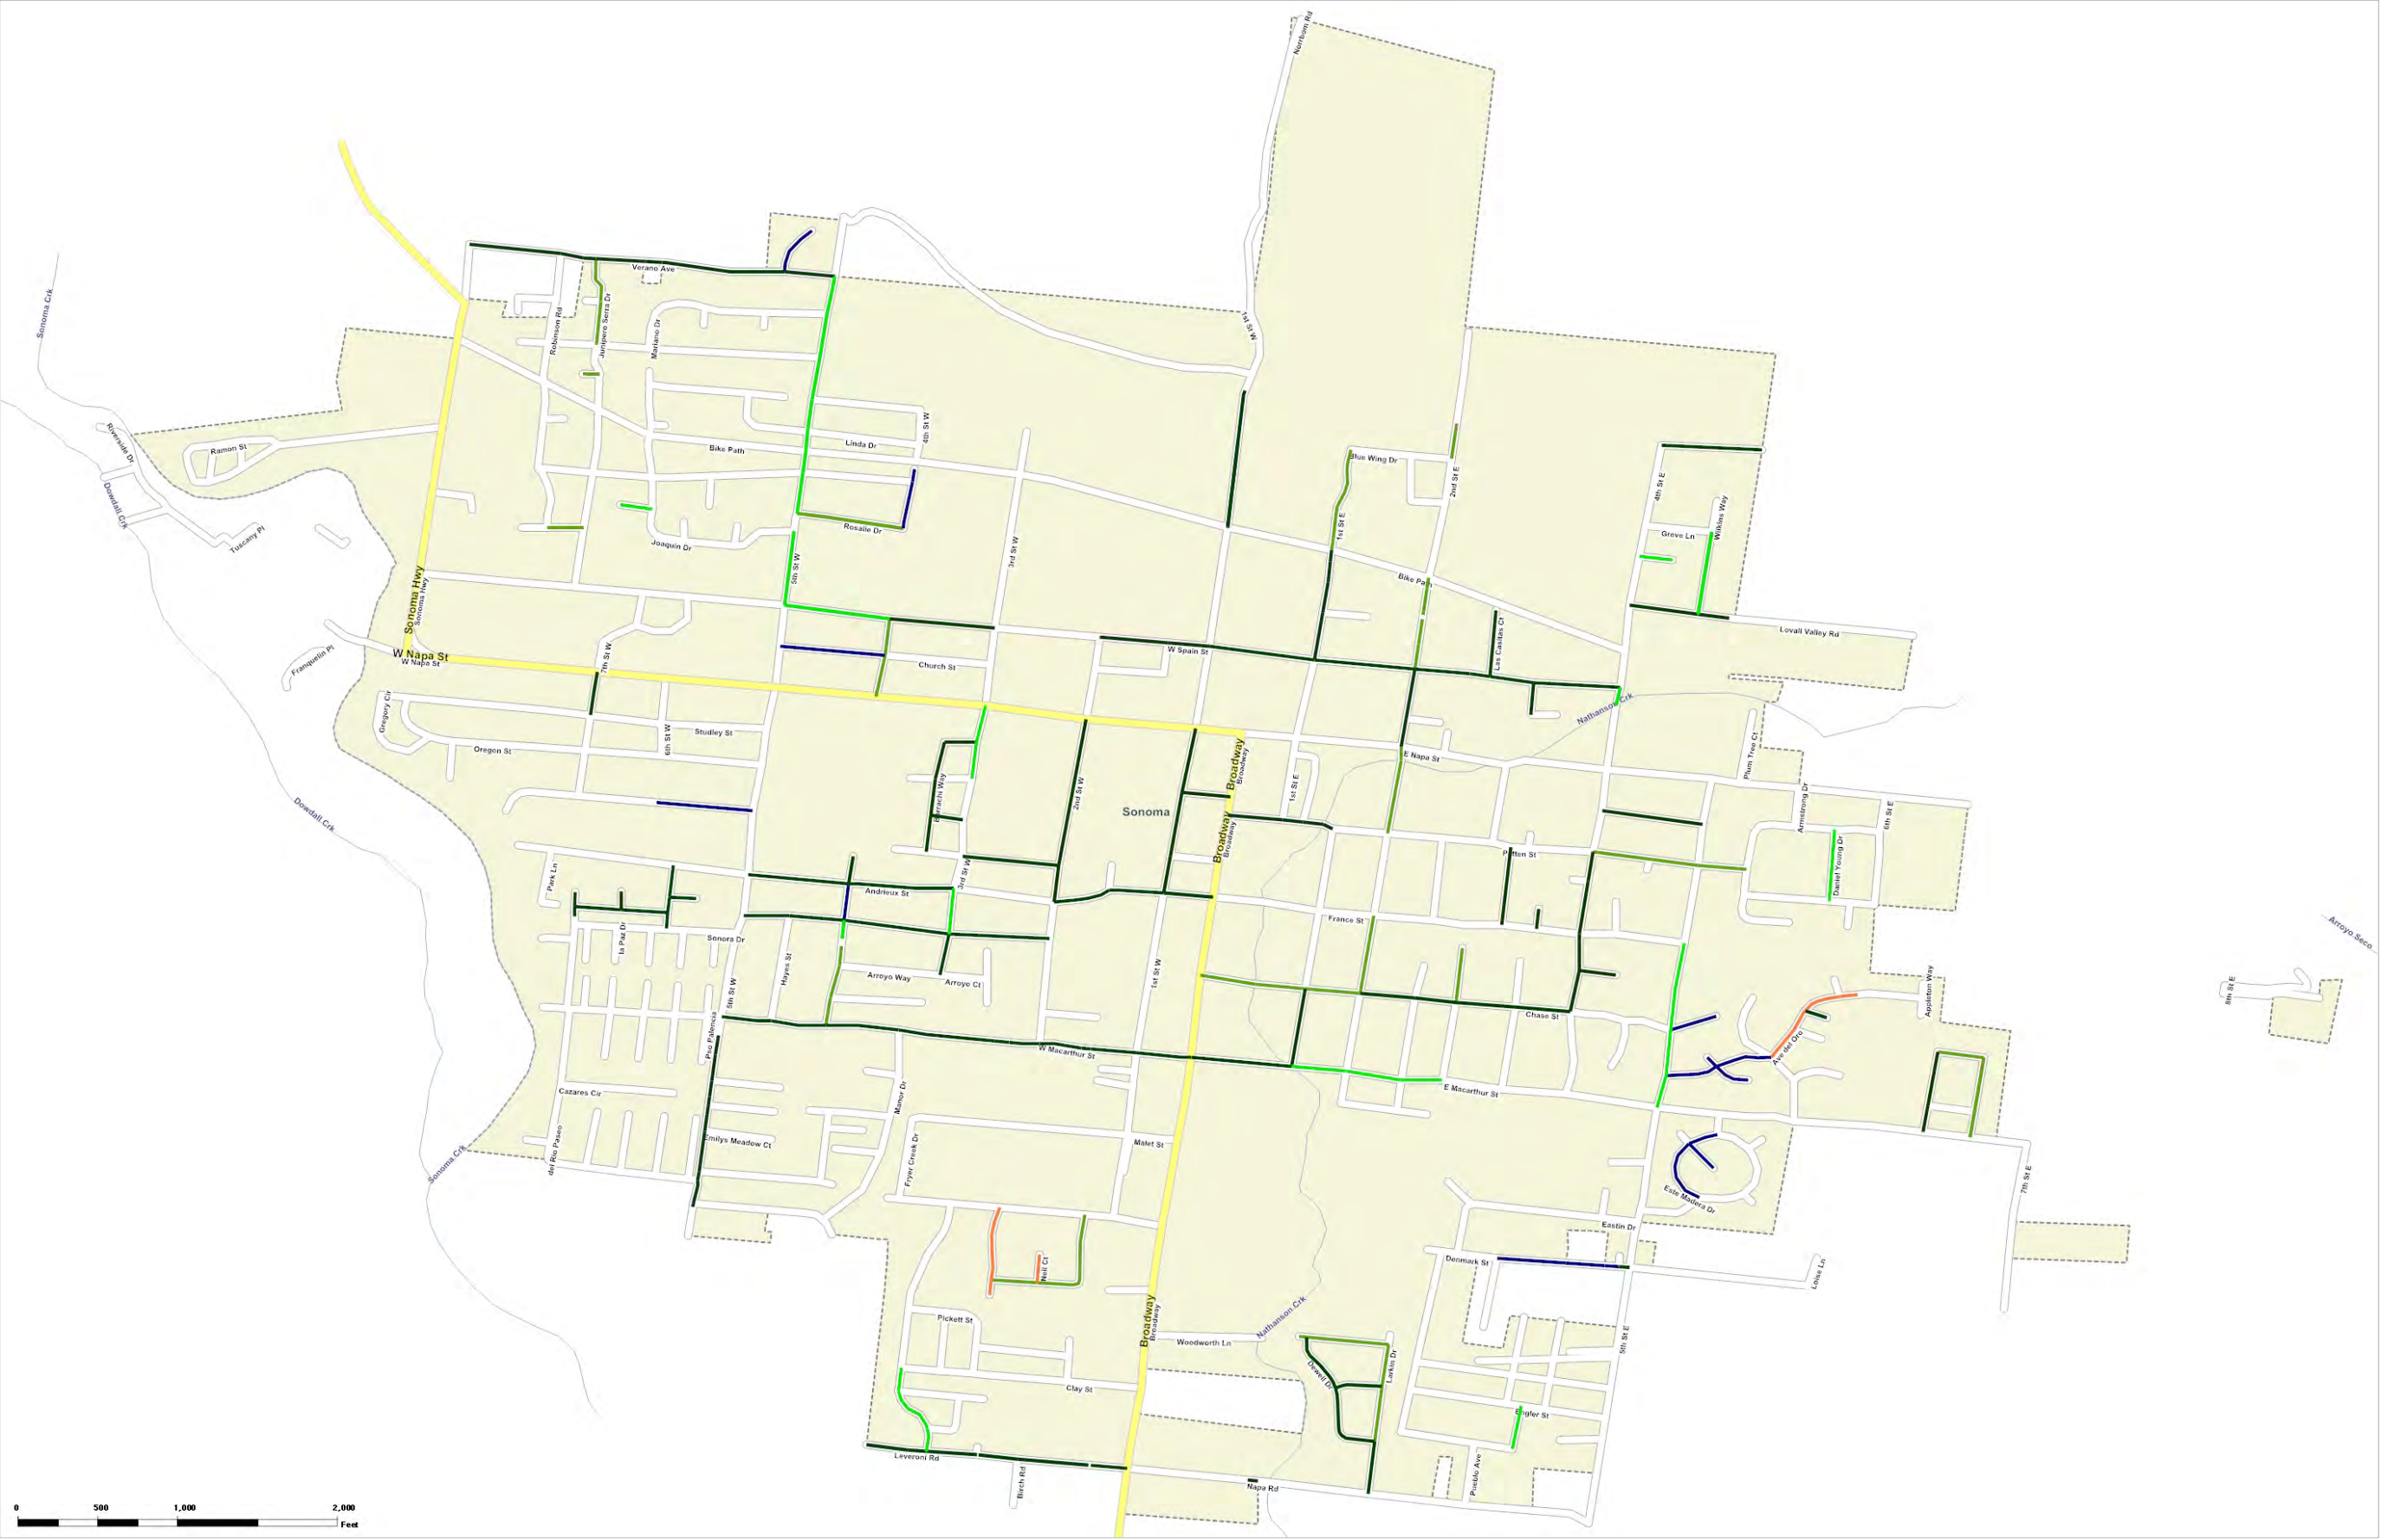 Norrbom Rd
Sonoma Crk
Verano Ave
1st St W
Robinson Rd
Junipero Serra Dr
Mariano Dr
4th St W
Linda Dr
Bike Path
Riverside Dr
Ramon St
Blue Wing Dr
2nd St E
4th St E
Wilkins Way
Dowdall Crk
Rosalie Dr
1st St E
Greve Ln
Tuscany Pl
Joaquin Dr
3rd St W
5th St W
Bike Path
Sonoma Hwy
Sonoma Hwy
Lovall Valley Rd
Las Casitas Ct
W Napa St
W Napa St
Franquelin Pl
7th St W
Church St
W Spain St
Nathanson Crk
Gregory Cir
6th St W
Studley St
Oregon St
E Napa St
Plum Tree Ct
Broadway
Broadway
1st St E
2nd St W
Sonoma
Armstrong Dr
6th St E
Dowdall Crk
Broadway
Broadway
Patten St
Daniel Young Dr
Park Ln
3rd St W
Andrieux St
France St
Arroyo Seco
la Paz Dr
Sonora Dr
Hayes St
Arroyo Way
Arroyo Ct
1st St W
5th St W
Appleton Way
8th St E
Chase St
Pso Palencia
W Macarthur St
Ave del Oro
Cazares Cir
Manor Dr
E Macarthur St
Emilys Meadow Ct
Malet St
del Rio Paseo
Sonoma Crk
Fryer Creek Dr
7th St E
Este Madera Dr
Eastin Dr
Neil Ct
Denmark St
Loise Ln
Pickett St
Broadway
Broadway
Nathanson Crk
Woodworth Ln
5th St E
Dewell Dr
Larkin Dr
Clay St
Engler St
Leveroni Rd
Birch Rd
Napa Rd
Pueblo Ave
0 500 1,000 2,000
Feet